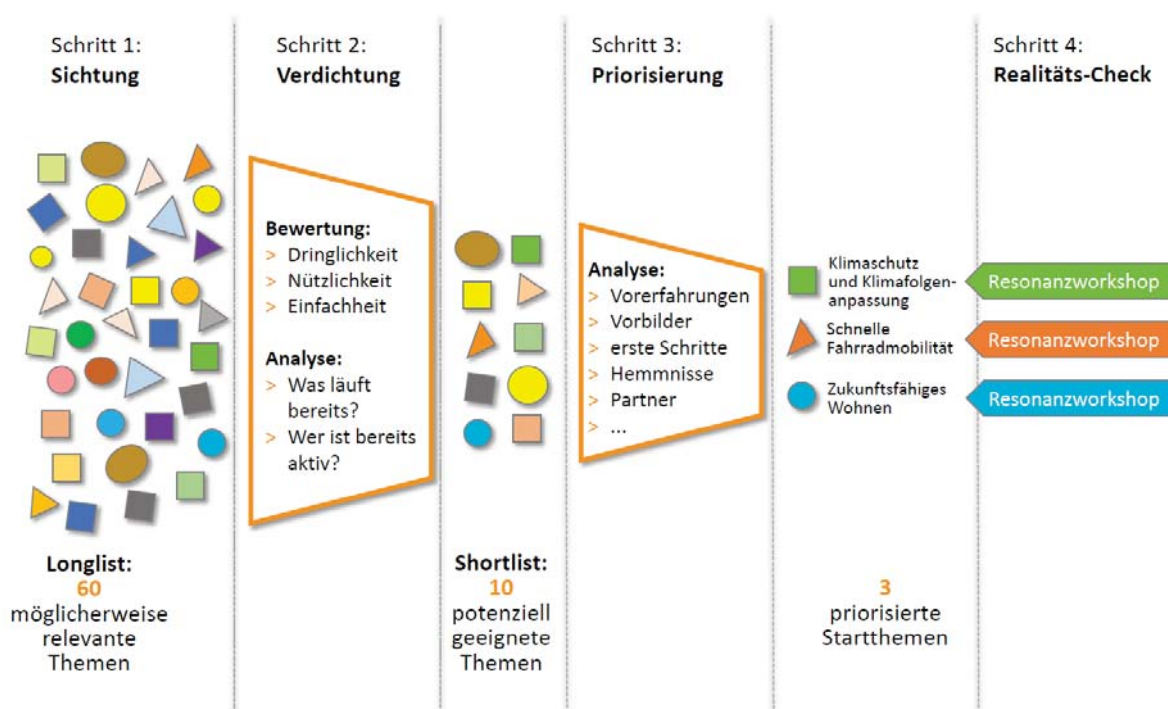 Schritt 1:
Sichtung
Schritt 2:
Verdichtung
Schritt 3:
Priorisierung
Schritt 4:
Realitäts-Check
Bewertung:
> Dringlichkeit
> Nützlichkeit
> Einfachheit
Analyse:
> Was läuft
bereits?
> Wer ist bereits
aktiv?
Analyse:
> Vorerfahrungen
> Vorbilder
> erste Schritte
> Hemmnisse
> Partner
> ...
Klimaschutz
und Klimafolgen-
anpassung
Resonanzworkshop
Schnelle
Fahrradmobilität
Resonanzworkshop
Zukunftsfähiges
Wohnen
Resonanzworkshop
Longlist:
60
möglicherweise
relevante
Themen
Shortlist:
10
potenziell
geeignete
Themen
3
priorisierte
Startthemen